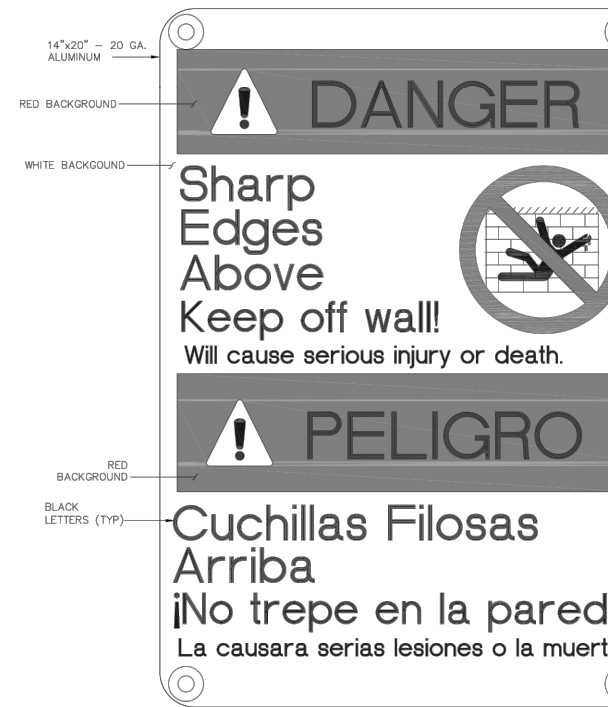 14"x20" - 20 GA.
ALUMINUM
RED BACKGROUND
DANGER
WHITE BACKGOUND
Sharp
Edges
Above
Keep off wall!
Will cause serious injury or death.
PELIGRO
RED
BACKGROUND
BLACK
LETTERS (TYP)
Cuchillas Filosas
Arriba
¡No trepe en la pared
La causara serias lesiones o la muert